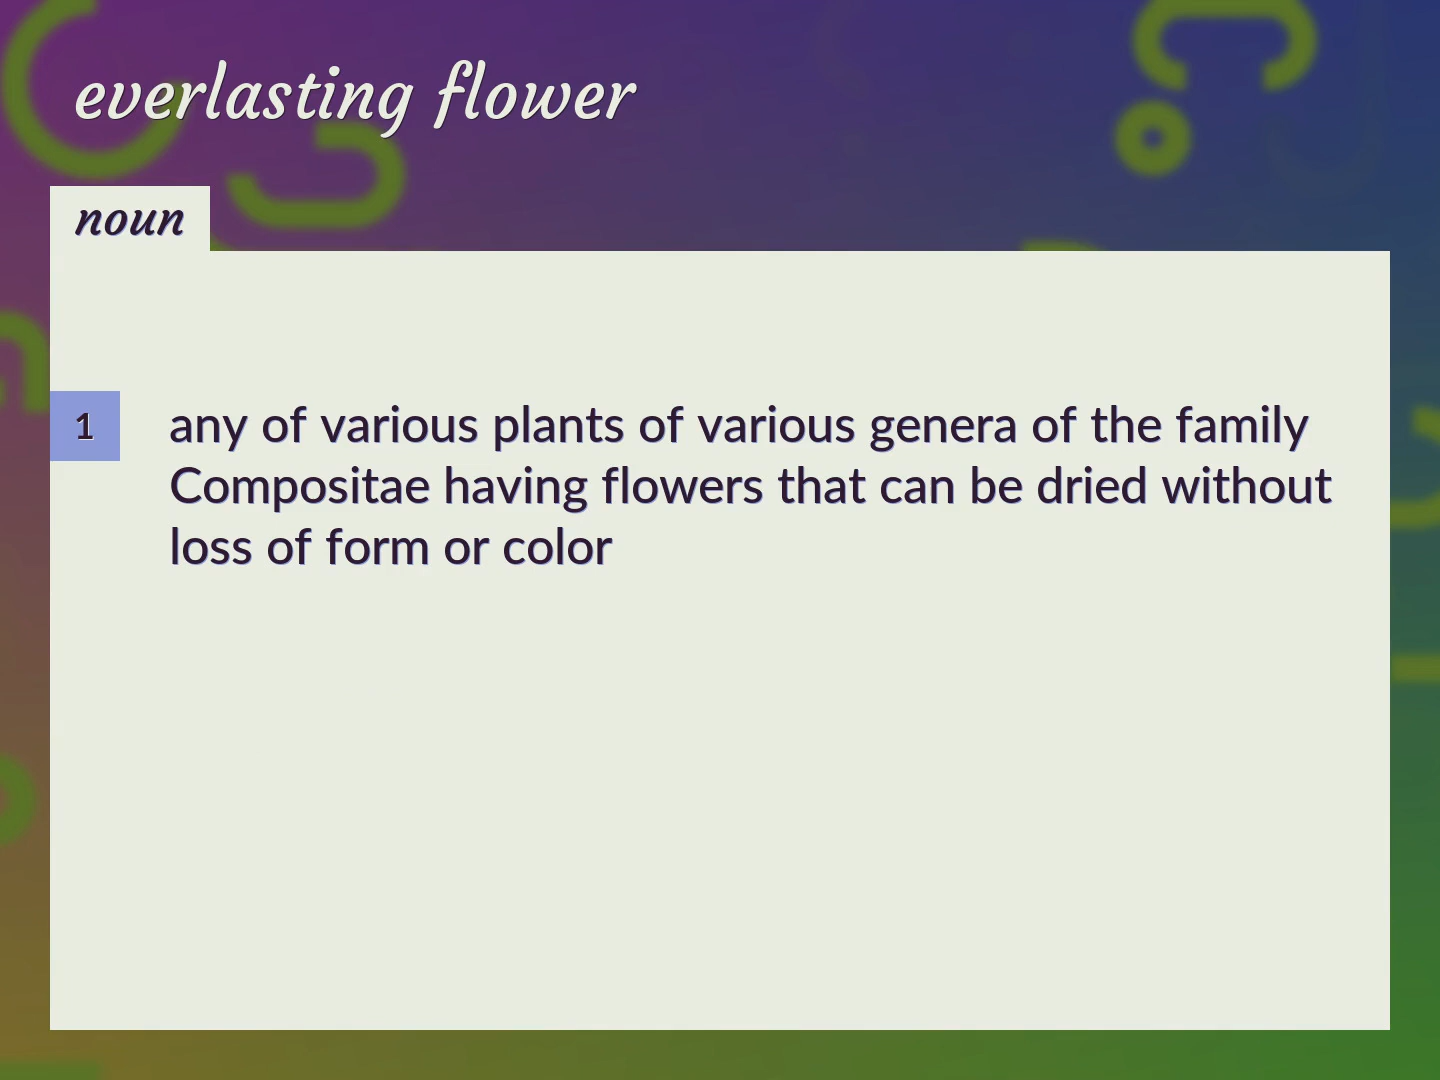 everlasting flower
noun
1
any of various plants of various genera of the family
Compositae having flowers that can be dried without
loss of form or color